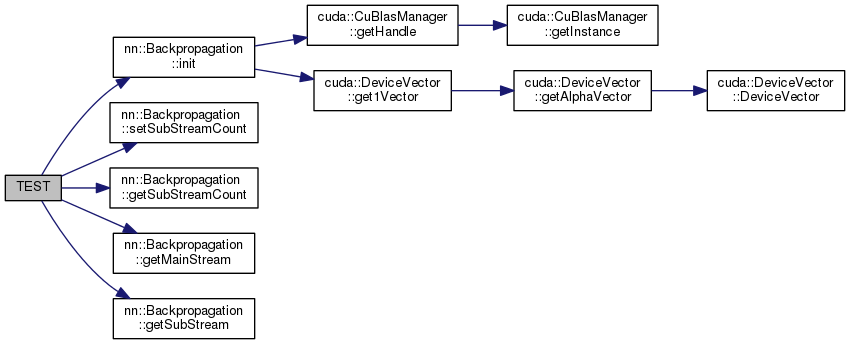 TEST
nn::Backpropagation
::init
nn::Backpropagation
::setSubStreamCount
nn::Backpropagation
::getSubStreamCount
nn::Backpropagation
::getMainStream
nn::Backpropagation
::getSubStream
cuda::CuBlasManager
::getHandle
cuda::CuBlasManager
::getInstance
cuda::DeviceVector
::get1Vector
cuda::DeviceVector
::getAlphaVector
cuda::DeviceVector
::DeviceVector